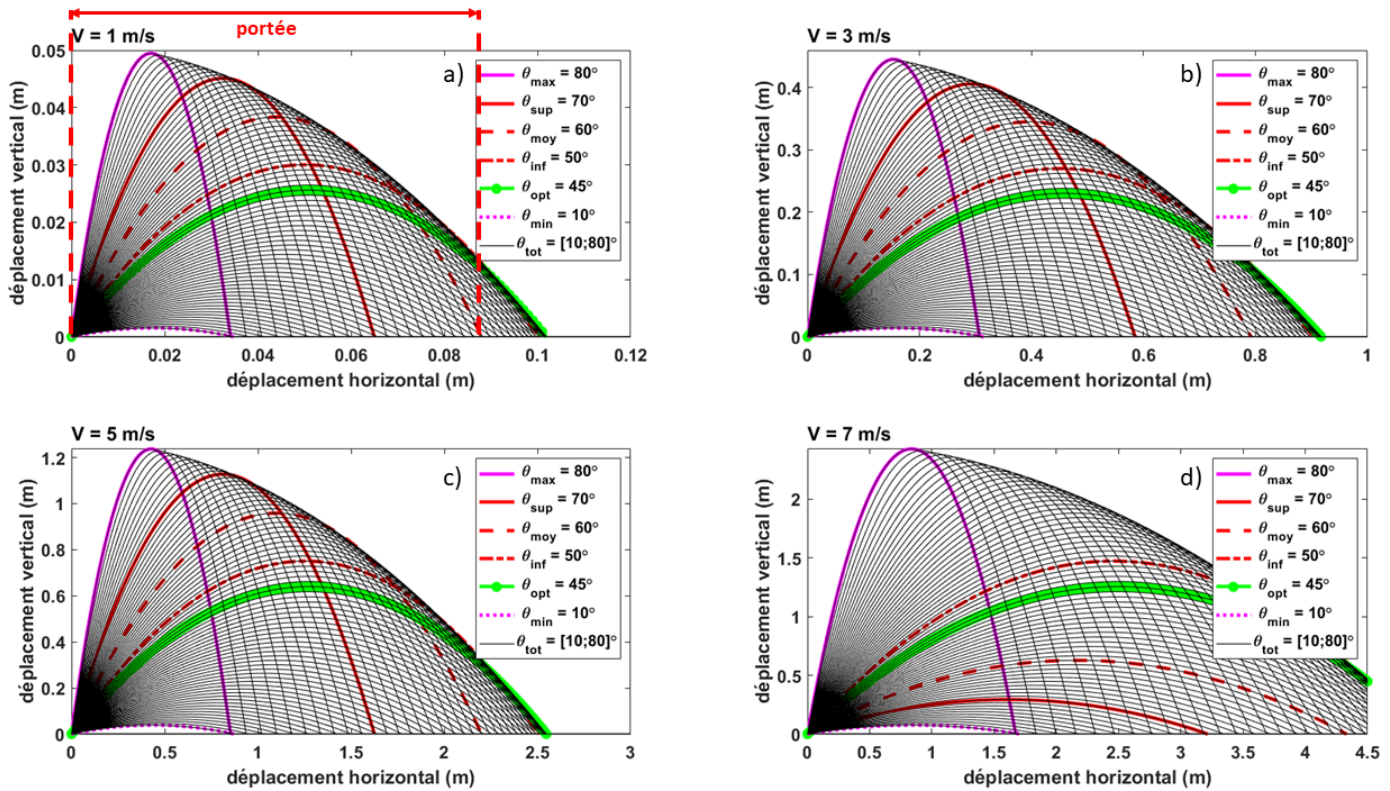 portée
V = 1 m/s
a)
déplacement vertical (m)
0.05
0.04
0.03
0.02
0.01
0
0 0.02 0.04 0.06 0.08 0.1 0.12
déplacement horizontal (m)
θmax = 80°
θsup = 70°
θmoy = 60°
θinf = 50°
θopt = 45°
θmin = 10°
θtot = [10;80]°
V = 3 m/s
b)
déplacement vertical (m)
0.4
0.3
0.2
0.1
0
0 0.2 0.4 0.6 0.8 1
déplacement horizontal (m)
θmax = 80°
θsup = 70°
θmoy = 60°
θinf = 50°
θopt = 45°
θmin = 10°
θtot = [10;80]°
V = 5 m/s
c)
déplacement vertical (m)
1.2
1
0.8
0.6
0.4
0.2
0
0 0.5 1 1.5 2 2.5 3
déplacement horizontal (m)
θmax = 80°
θsup = 70°
θmoy = 60°
θinf = 50°
θopt = 45°
θmin = 10°
θtot = [10;80]°
V = 7 m/s
d)
déplacement vertical (m)
2
1.5
1
0.5
0
0 0.5 1 1.5 2 2.5 3 3.5 4 4.5
déplacement horizontal (m)
θmax = 80°
θsup = 70°
θmoy = 60°
θinf = 50°
θopt = 45°
θmin = 10°
θtot = [10;80]°